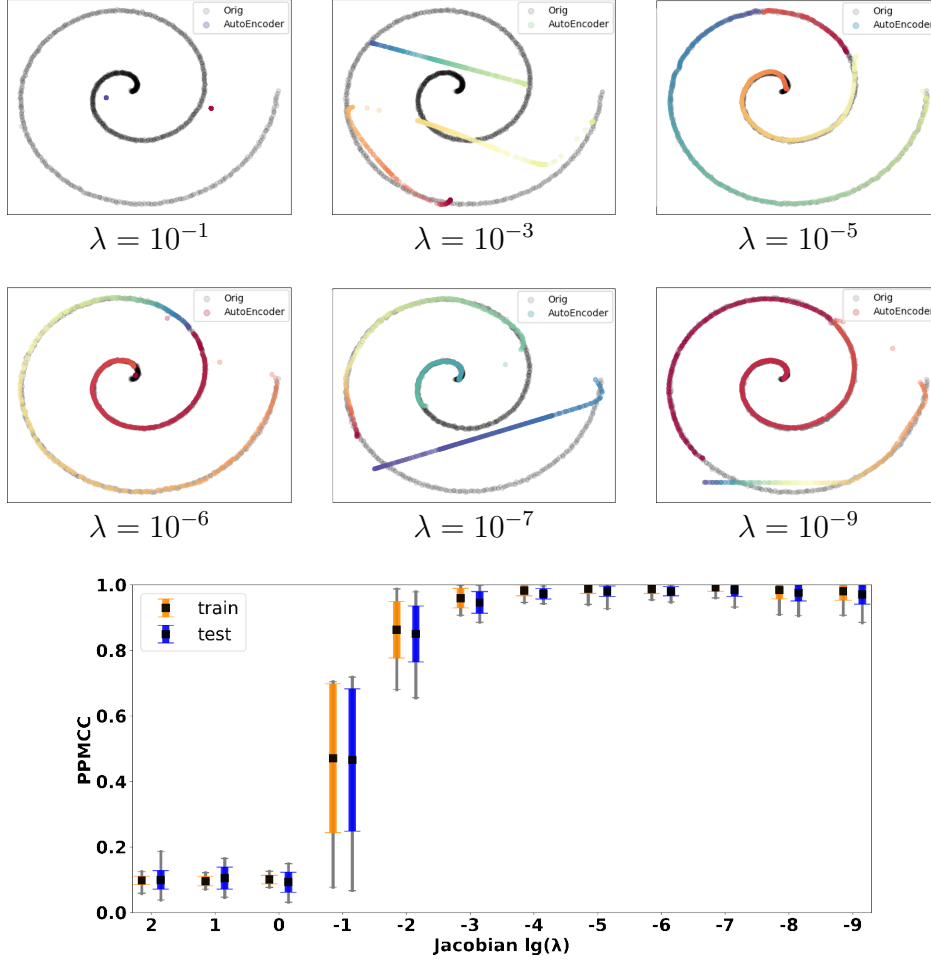 Orig
AutoEncoder
Orig
AutoEncoder
Orig
AutoEncoder
λ = 10⁻¹
λ = 10⁻³
λ = 10⁻⁵
Orig
AutoEncoder
Orig
AutoEncoder
Orig
AutoEncoder
λ = 10⁻⁶
λ = 10⁻⁷
λ = 10⁻⁹
train
test
PPMCC
1.0
0.8
0.6
0.4
0.2
0.0
2 1 0 -1 -2 -3 -4 -5 -6 -7 -8 -9
Jacobian lg(λ)